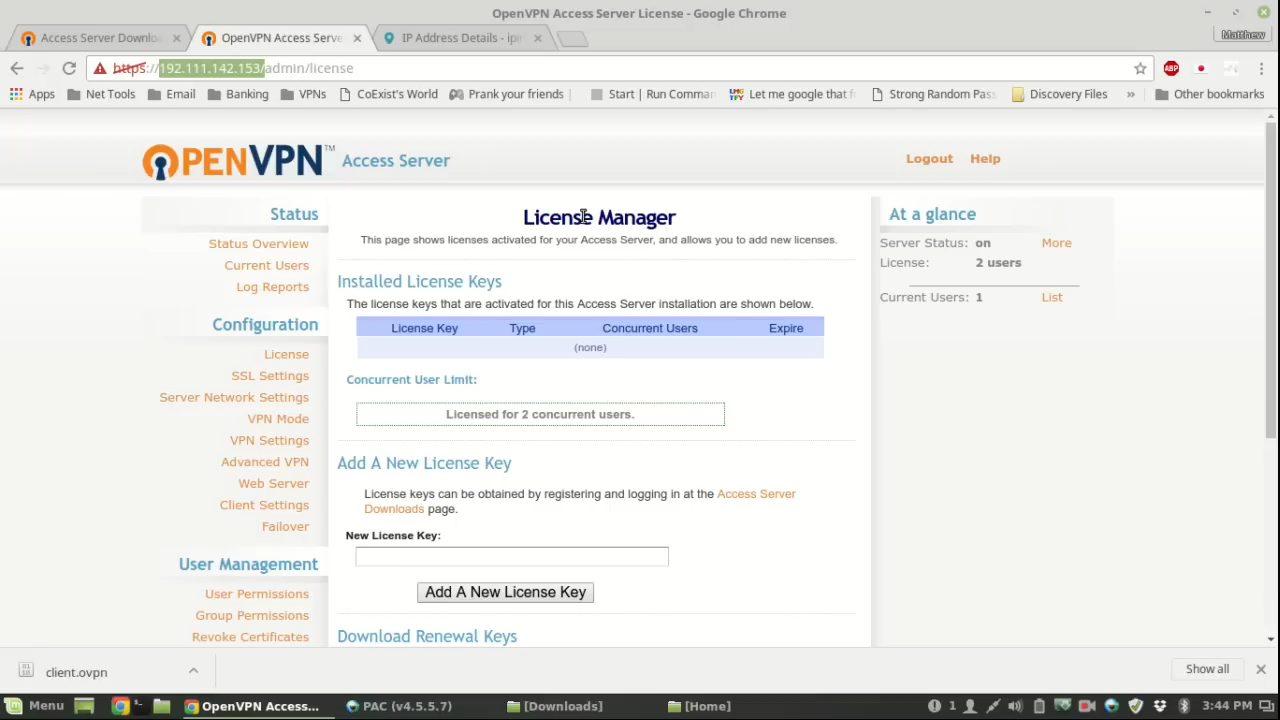 OpenVPN Access Server License - Google Chrome
Access Server Downlo
OpenVPN Access Serve
IP Address Details - ipin
Matthew
https://192.111.142.153/admin/license
ABP
Apps
Net Tools
Email
Banking
VPNs
CoExist's World
Prank your friends
Start | Run Comma
LMG TFY
Let me google that f
Strong Random Pas
Discovery Files
»
Other bookmarks
OPENVPN™ Access Server
Logout
Help
Status
Status Overview
Current Users
Log Reports
Configuration
License
SSL Settings
Server Network Settings
VPN Mode
VPN Settings
Advanced VPN
Web Server
Client Settings
Failover
User Management
User Permissions
Group Permissions
Revoke Certificates
License Manager
This page shows licenses activated for your Access Server, and allows you to add new licenses.
Installed License Keys
The license keys that are activated for this Access Server installation are shown below.
License Key Type Concurrent Users Expire
(none)
Concurrent User Limit:
Licensed for 2 concurrent users.
Add A New License Key
License keys can be obtained by registering and logging in at the Access Server
Downloads page.
New License Key:
Add A New License Key
Download Renewal Keys
At a glance
Server Status: on More
License: 2 users
Current Users: 1 List
client.ovpn
Show all
Menu
OpenVPN Access...
PAC (v4.5.5.7)
[Downloads]
[Home]
1
3:44 PM